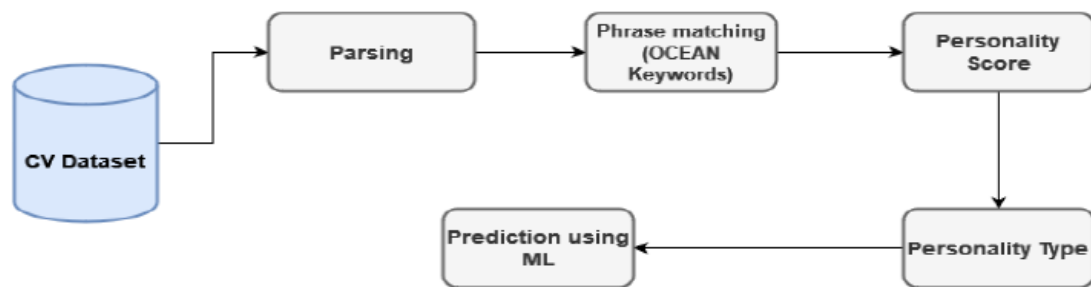 CV Dataset
Parsing
Phrase matching
(OCEAN
Keywords)
Personality
Score
Personality Type
Prediction using
ML